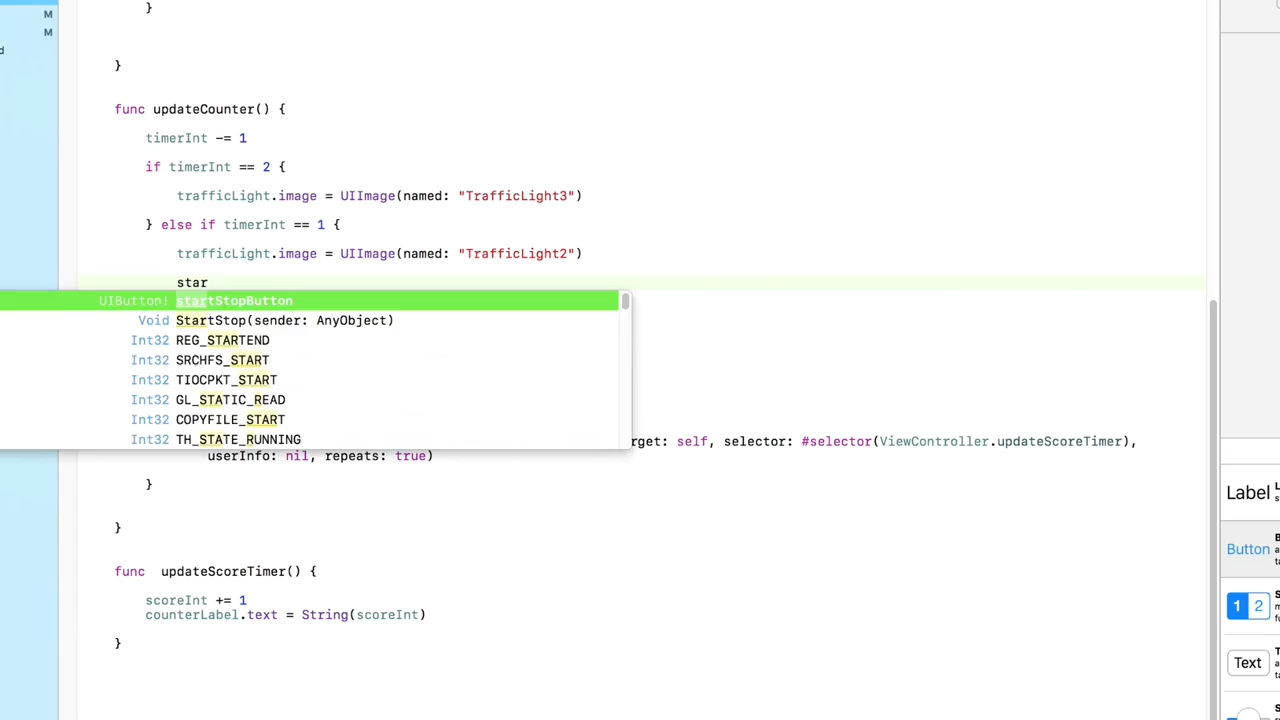 M
}
M
d
}
func updateCounter() {
timerInt -= 1
if timerInt == 2 {
trafficLight.image = UIImage(named: "TrafficLight3")
} else if timerInt == 1 {
trafficLight.image = UIImage(named: "TrafficLight2")
star
UIButton! startStopButton
Void StartStop(sender: AnyObject)
Int32 REG_STARTEND
Int32 SRCHFS_START
Int32 TIOCPKT_START
Int32 GL_STATIC_READ
Int32 COPYFILE_START
Int32 TH_STATE_RUNNING
rget: self, selector: #selector(ViewController.updateScoreTimer),
userInfo: nil, repeats: true)
}
}
func updateScoreTimer() {
scoreInt += 1
counterLabel.text = String(scoreInt)
}
Label
Button
1 2
Text